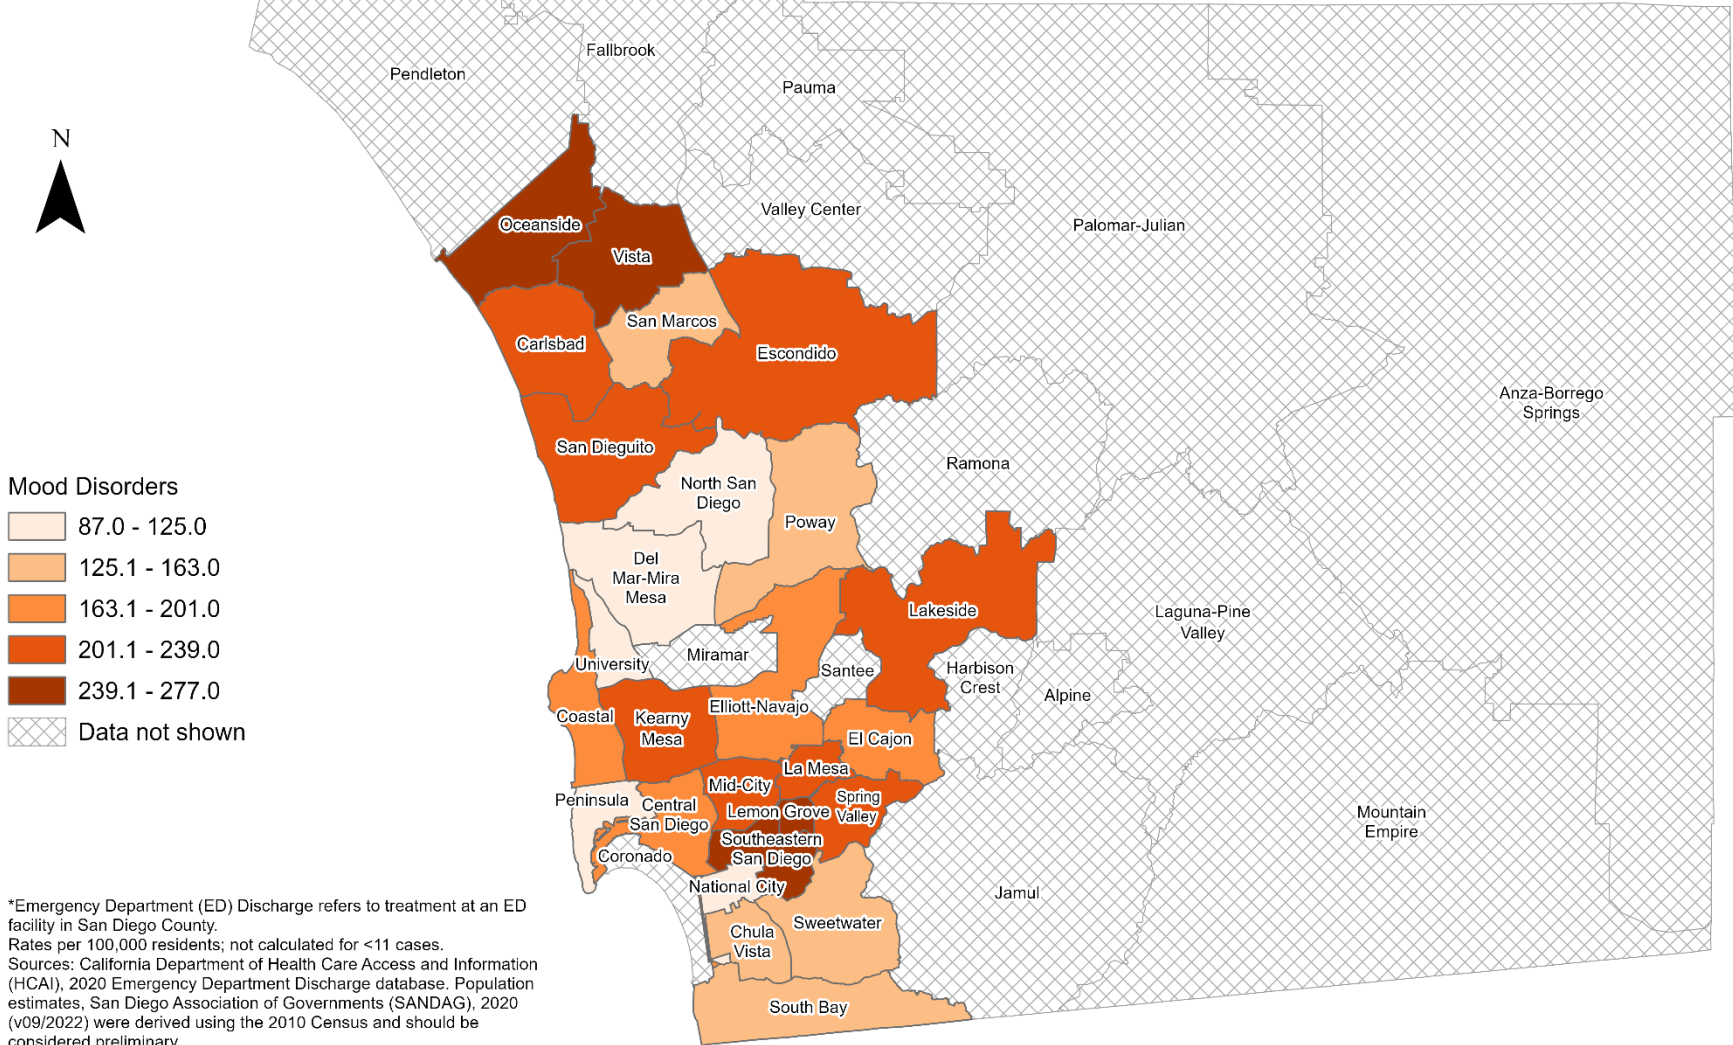 Pendleton
Fallbrook
Pauma
N
Valley Center
Palomar-Julian
Oceanside
Vista
San Marcos
Carlsbad
Escondido
Anza-Borrego
Springs
San Dieguito
Ramona
North San
Diego
Poway
Mood Disorders
87.0 - 125.0
125.1 - 163.0
163.1 - 201.0
201.1 - 239.0
239.1 - 277.0
Data not shown
Del
Mar-Mira
Mesa
Lakeside
Laguna-Pine
Valley
University
Miramar
Santee
Harbison
Crest
Alpine
Coastal
Kearny
Mesa
Elliott-Navajo
El Cajon
La Mesa
Mid-City
Peninsula
Central
San Diego
Lemon Grove
Spring
Valley
Southeastern
San Diego
Coronado
National City
Mountain
Empire
Jamul
Sweetwater
Chula
Vista
South Bay
*Emergency Department (ED) Discharge refers to treatment at an ED
facility in San Diego County.
Rates per 100,000 residents; not calculated for <11 cases.
Sources: California Department of Health Care Access and Information
(HCAI), 2020 Emergency Department Discharge database. Population
estimates, San Diego Association of Governments (SANDAG), 2020
(v09/2022) were derived using the 2010 Census and should be
considered preliminary